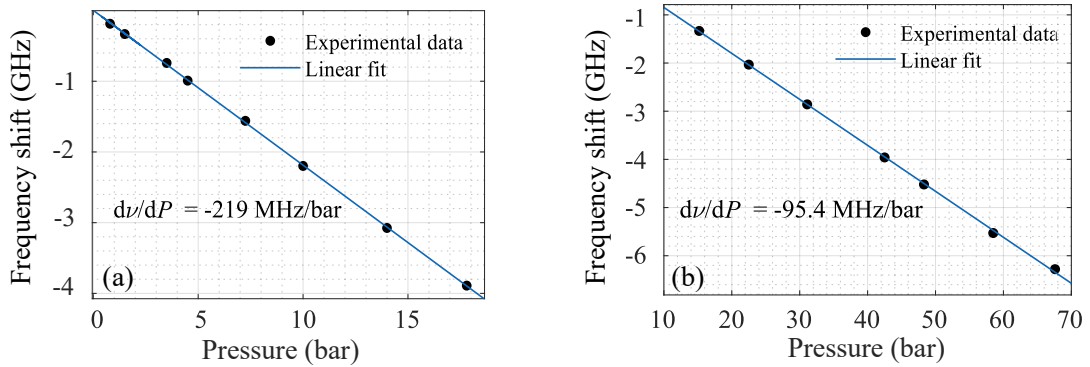 Experimental data
Linear fit
Frequency shift (GHz)
-1
-2
-3
-4
dν/dP = -219 MHz/bar
(a)
0
5
10
15
Pressure (bar)
Experimental data
Linear fit
Frequency shift (GHz)
-1
-2
-3
-4
-5
-6
dν/dP = -95.4 MHz/bar
(b)
10
20
30
40
50
60
70
Pressure (bar)